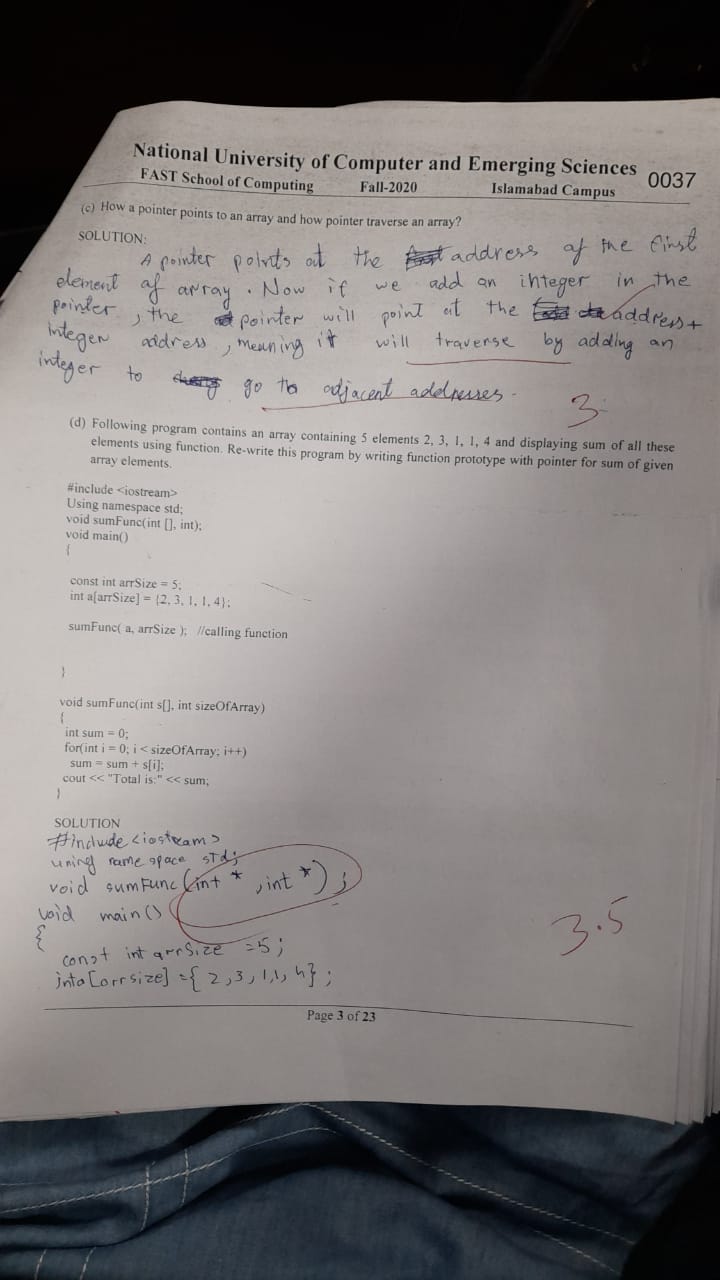 National University of Computer and Emerging Sciences 0037
FAST School of Computing Fall-2020 Islamabad Campus
(c) How a pointer points to an array and how pointer traverse an array?
SOLUTION:
A pointer points at the address of the first
element of array. Now if we add an integer in the
pointer, the pointer will point at the address+
integer address, meaning it will traverse by adding an
integer to go to adjacent addresses.
3
(d) Following program contains an array containing 5 elements 2, 3, 1, 1, 4 and displaying sum of all these
elements using function. Re-write this program by writing function prototype with pointer for sum of given
array elements.
#include <iostream>
Using namespace std;
void sumFunc(int [], int);
void main()
{
const int arrSize = 5;
int a[arrSize] = {2, 3, 1, 1, 4};
sumFunc( a, arrSize ); //calling function
}
void sumFunc(int s[], int sizeOfArray)
{
int sum = 0;
for(int i = 0; i < sizeOfArray; i++)
sum = sum + s[i];
cout << "Total is:" << sum;
}
SOLUTION
#include <iostream>
using name space std;
void sumFunc (int * , int *) ;
void main()
3.5
{
const int arrSize =5;
int a[arrsize] = { 2,3,1,1,4} ;
Page 3 of 23